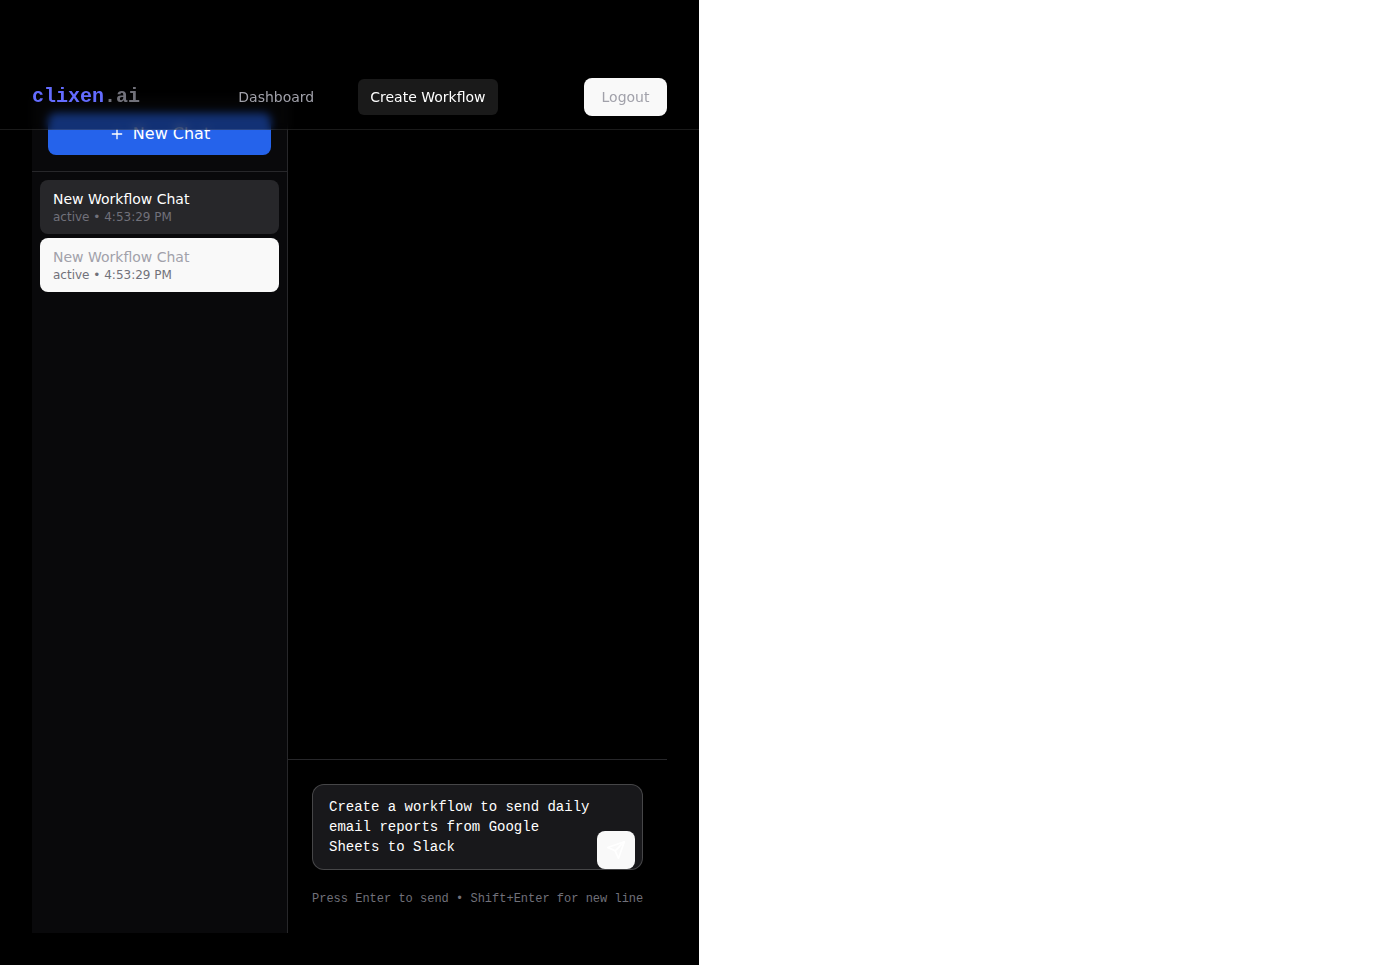 clixen.ai
Dashboard
Create Workflow
Logout
+ New Chat
New Workflow Chat
active • 4:53:29 PM
New Workflow Chat
active • 4:53:29 PM
Create a workflow to send daily
email reports from Google
Sheets to Slack
Press Enter to send • Shift+Enter for new line